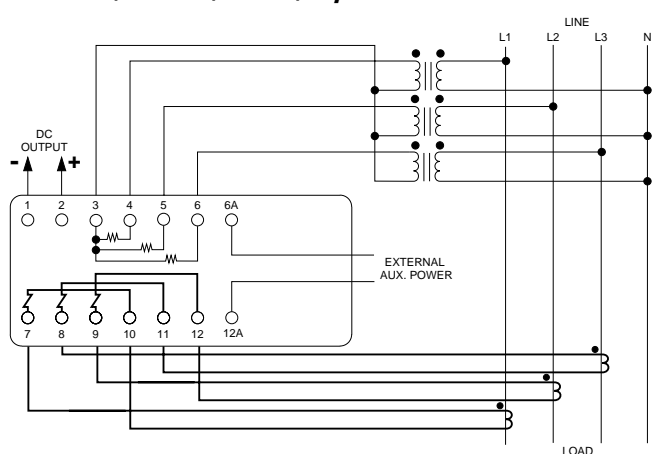 LINE
L1 L2 L3 N
DC
OUTPUT
- +
1 2 3 4 5 6 6A
EXTERNAL
AUX. POWER
7 8 9 10 11 12 12A
LOAD